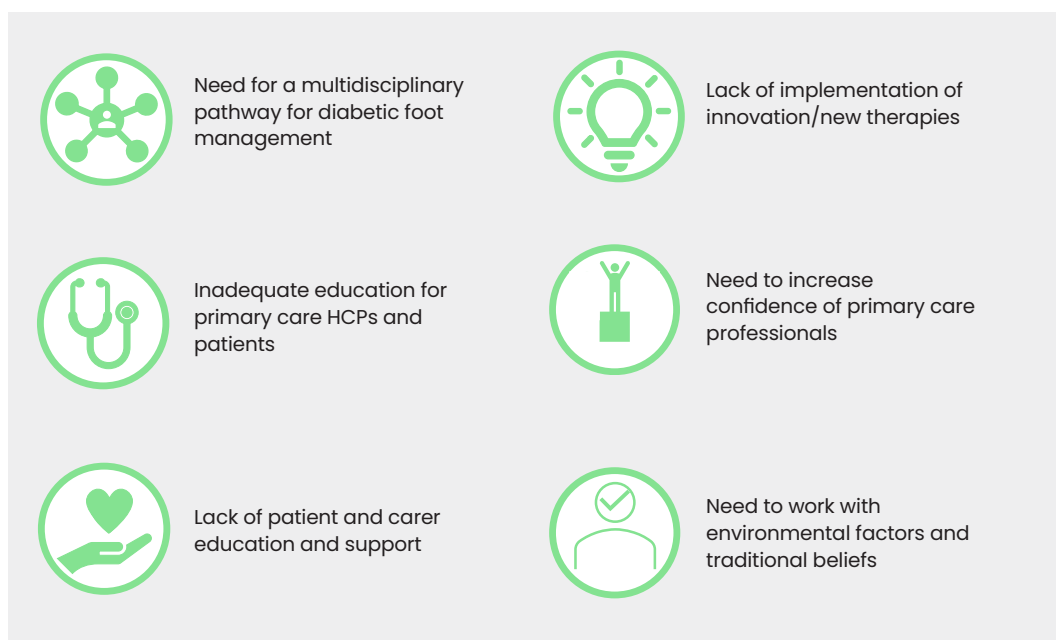 Need for a multidisciplinary
pathway for diabetic foot
management
Lack of implementation of
innovation/new therapies
Inadequate education for
primary care HCPs and
patients
Need to increase
confidence of primary care
professionals
Lack of patient and carer
education and support
Need to work with
environmental factors and
traditional beliefs